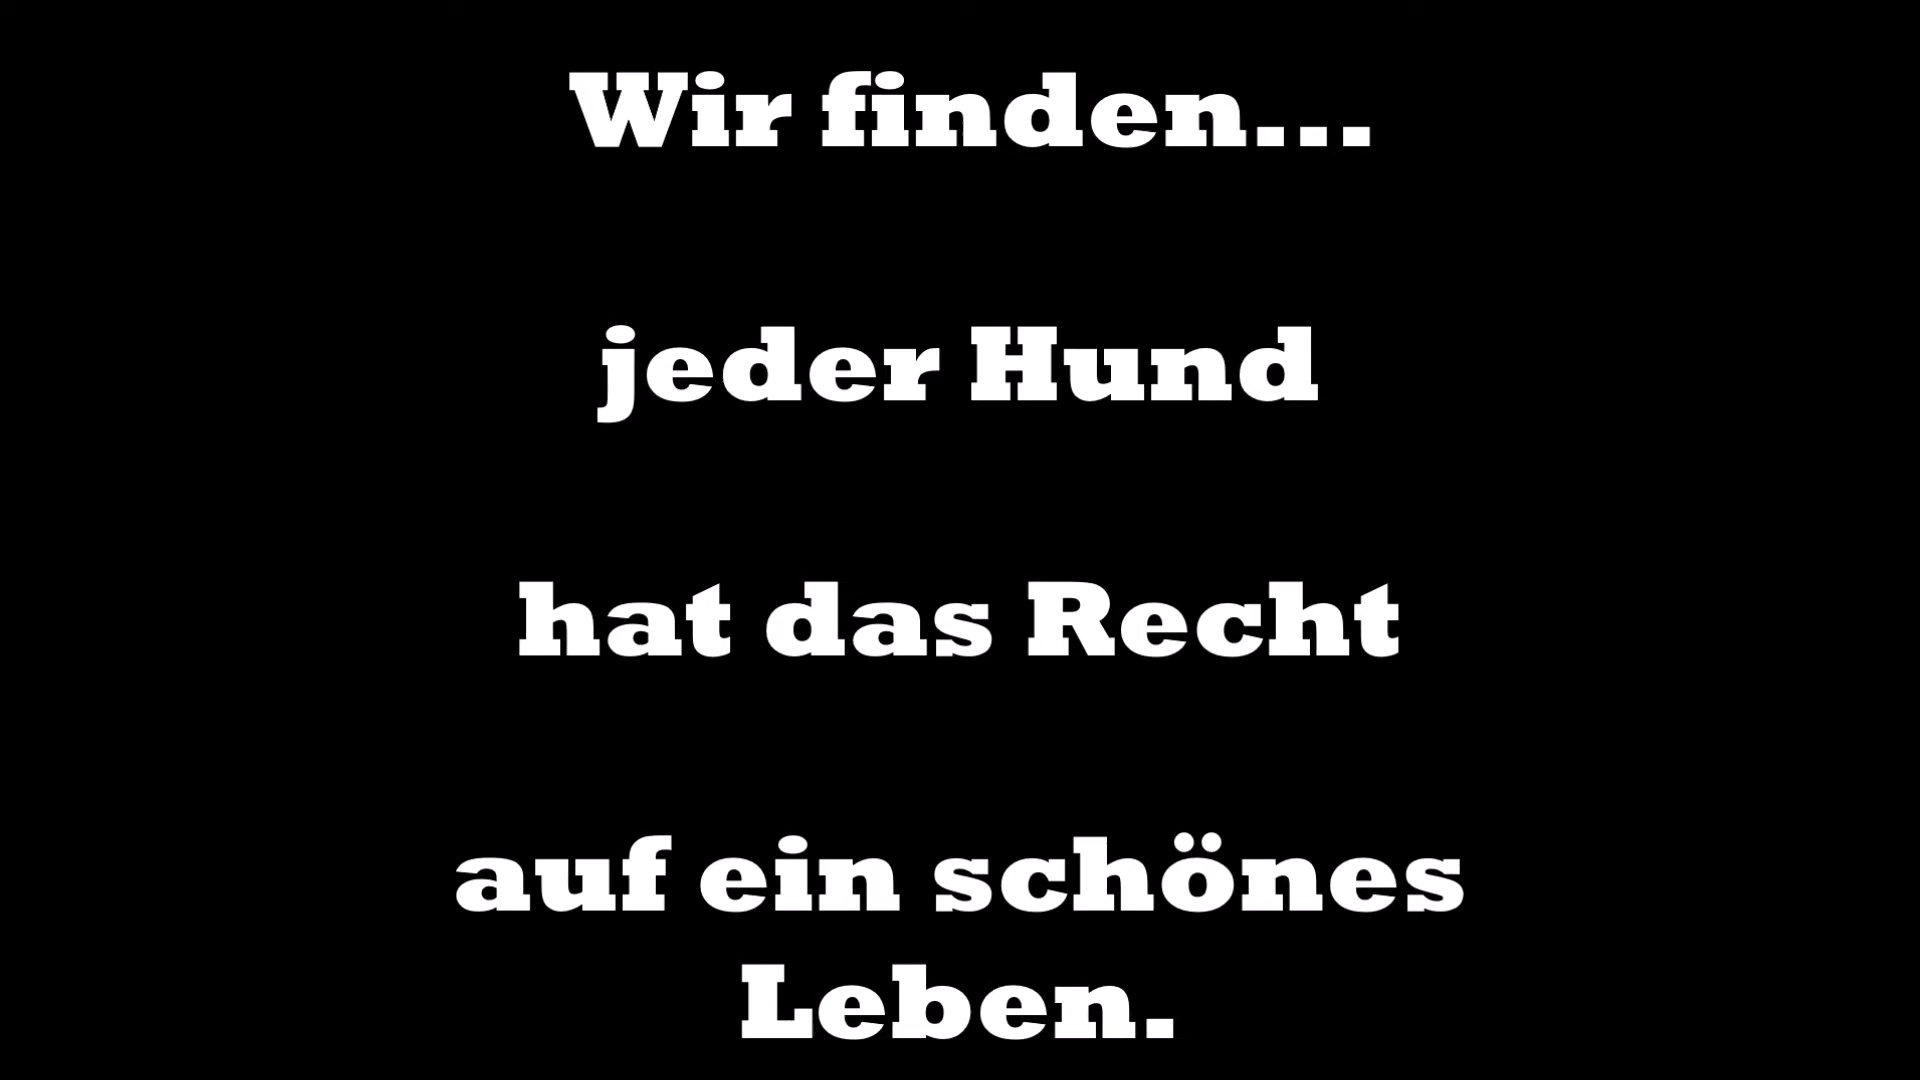 Wir finden...
jeder Hund
hat das Recht
auf ein schönes
Leben.